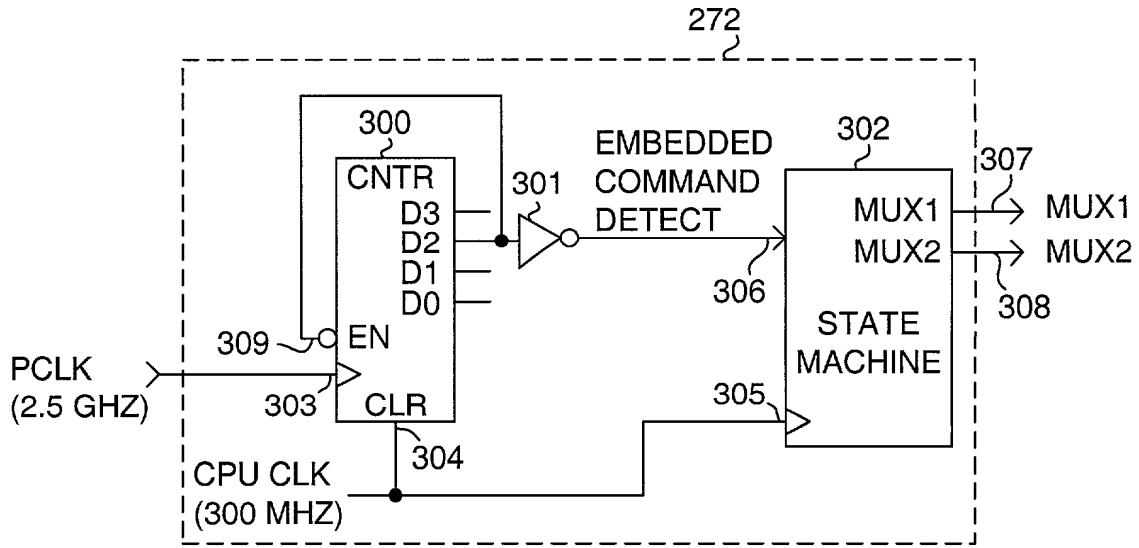 272
300
CNTR
D3
D2
D1
D0
EN
CLR
301
EMBEDDED
COMMAND
DETECT
302
MUX1
MUX2
STATE
MACHINE
307
MUX1
MUX2
308
306
309
PCLK
(2.5 GHZ)
303
304
305
CPU CLK
(300 MHZ)